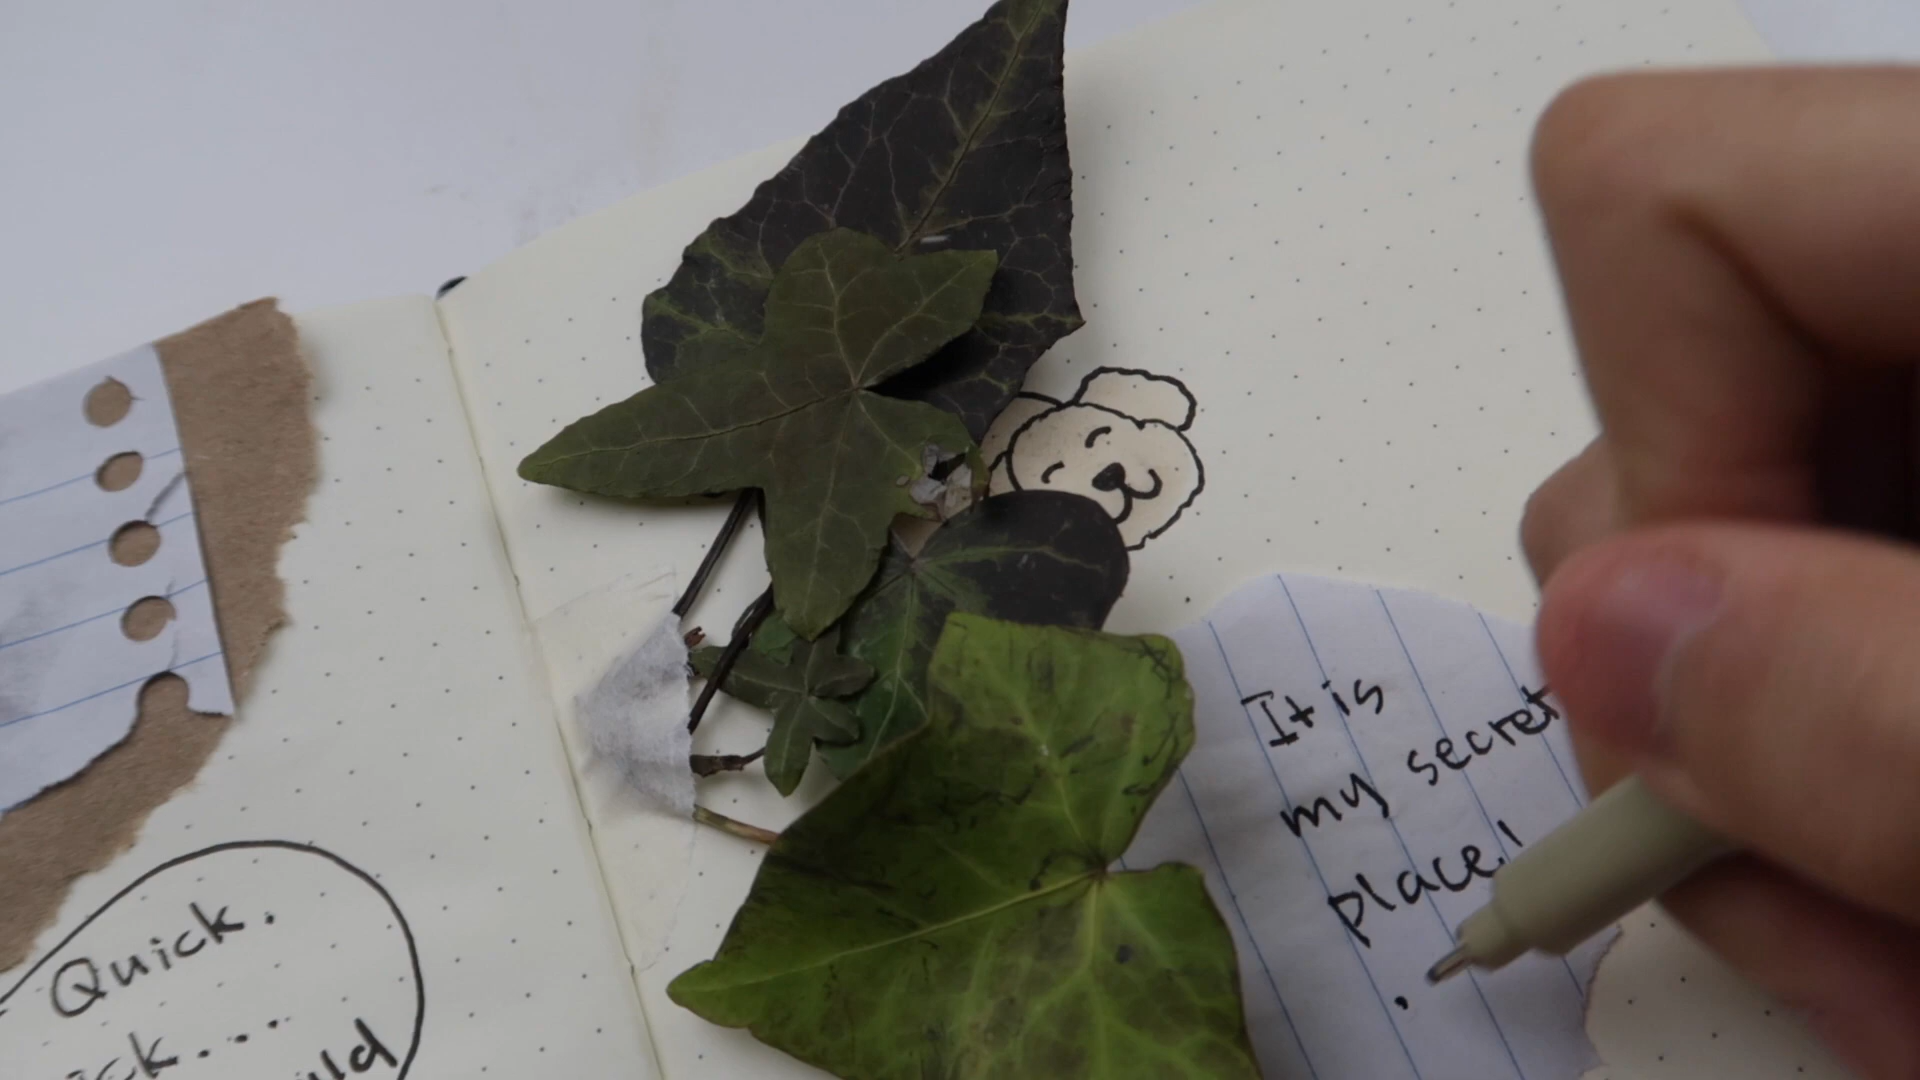 Quick.
It is
my secret
place!
.